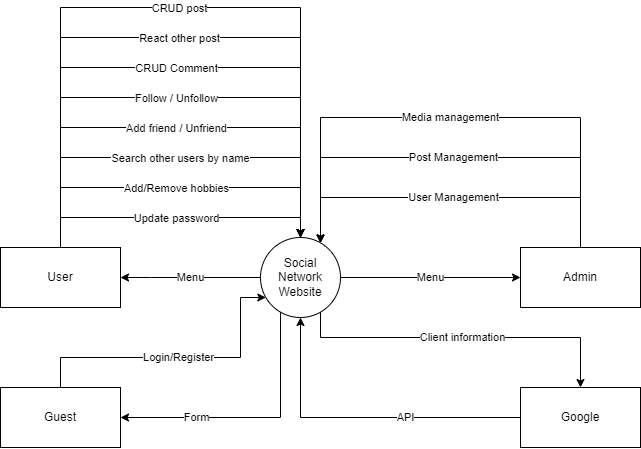 CRUD post
React other post
CRUD Comment
Follow / Unfollow
Add friend / Unfriend
Search other users by name
Add/Remove hobbies
Update password
Media management
Post Management
User Management
Social
Network
Website
User
Menu
Menu
Admin
Login/Register
Client information
Guest
Form
API
Google